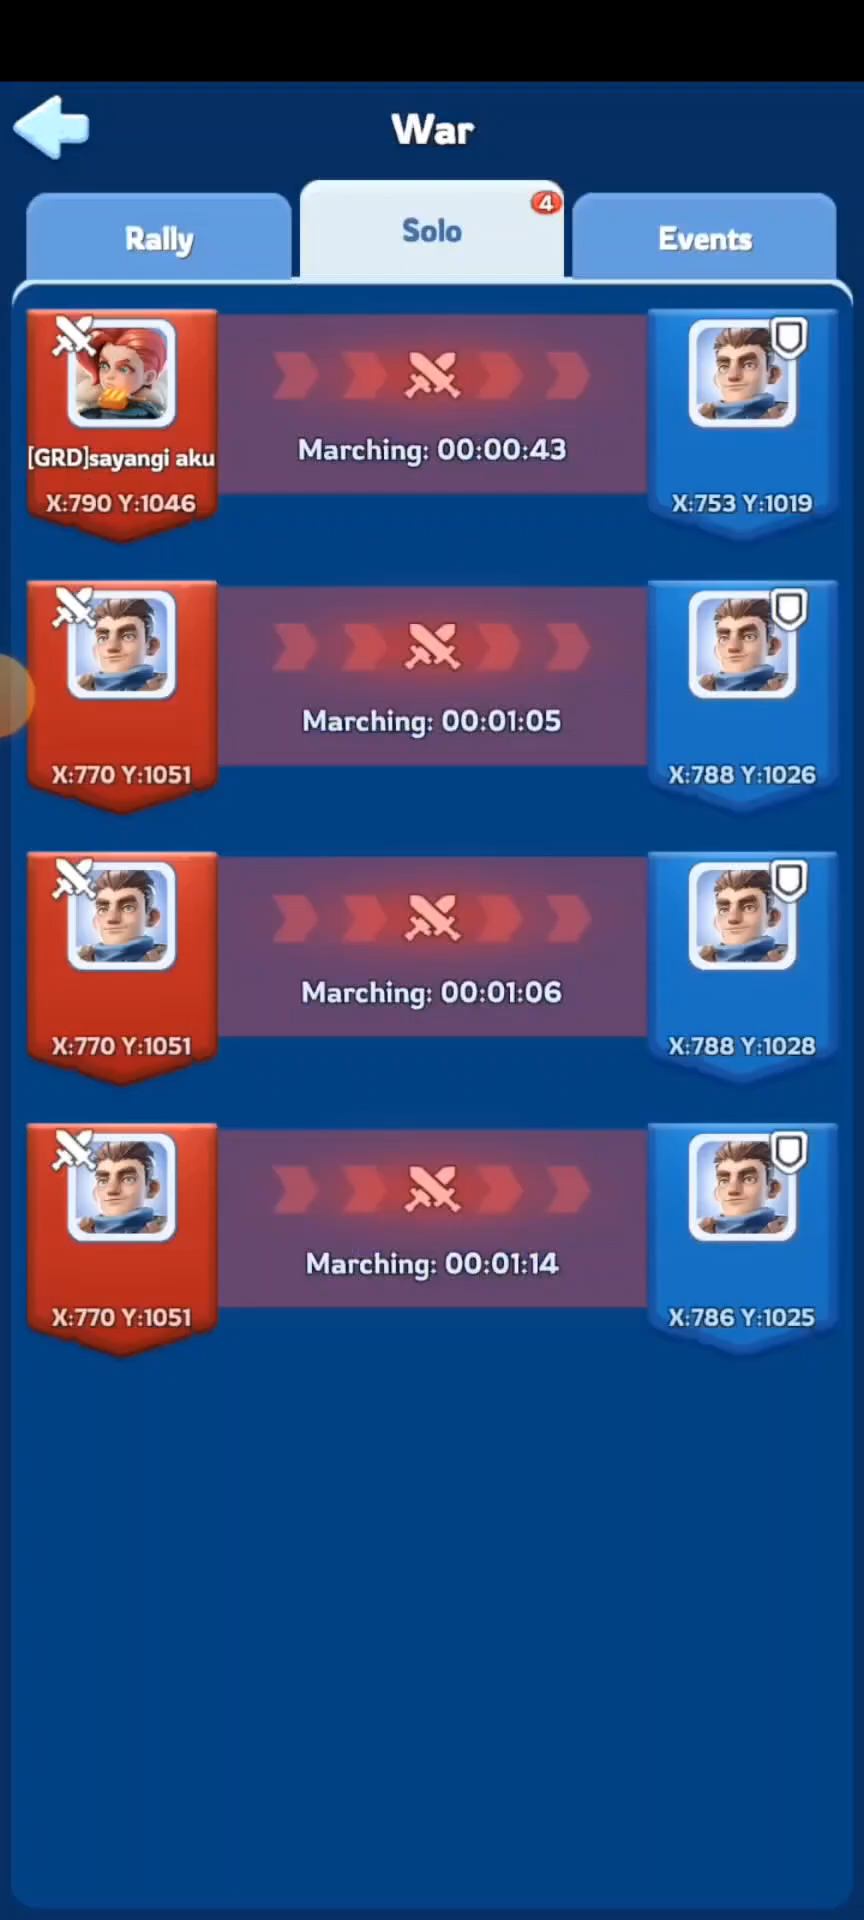 War
Rally
Solo
4
Events
[GRD]sayangi aku
X:790 Y:1046
Marching: 00:00:43
X:753 Y:1019
X:770 Y:1051
Marching: 00:01:05
X:788 Y:1026
X:770 Y:1051
Marching: 00:01:06
X:788 Y:1028
X:770 Y:1051
Marching: 00:01:14
X:786 Y:1025